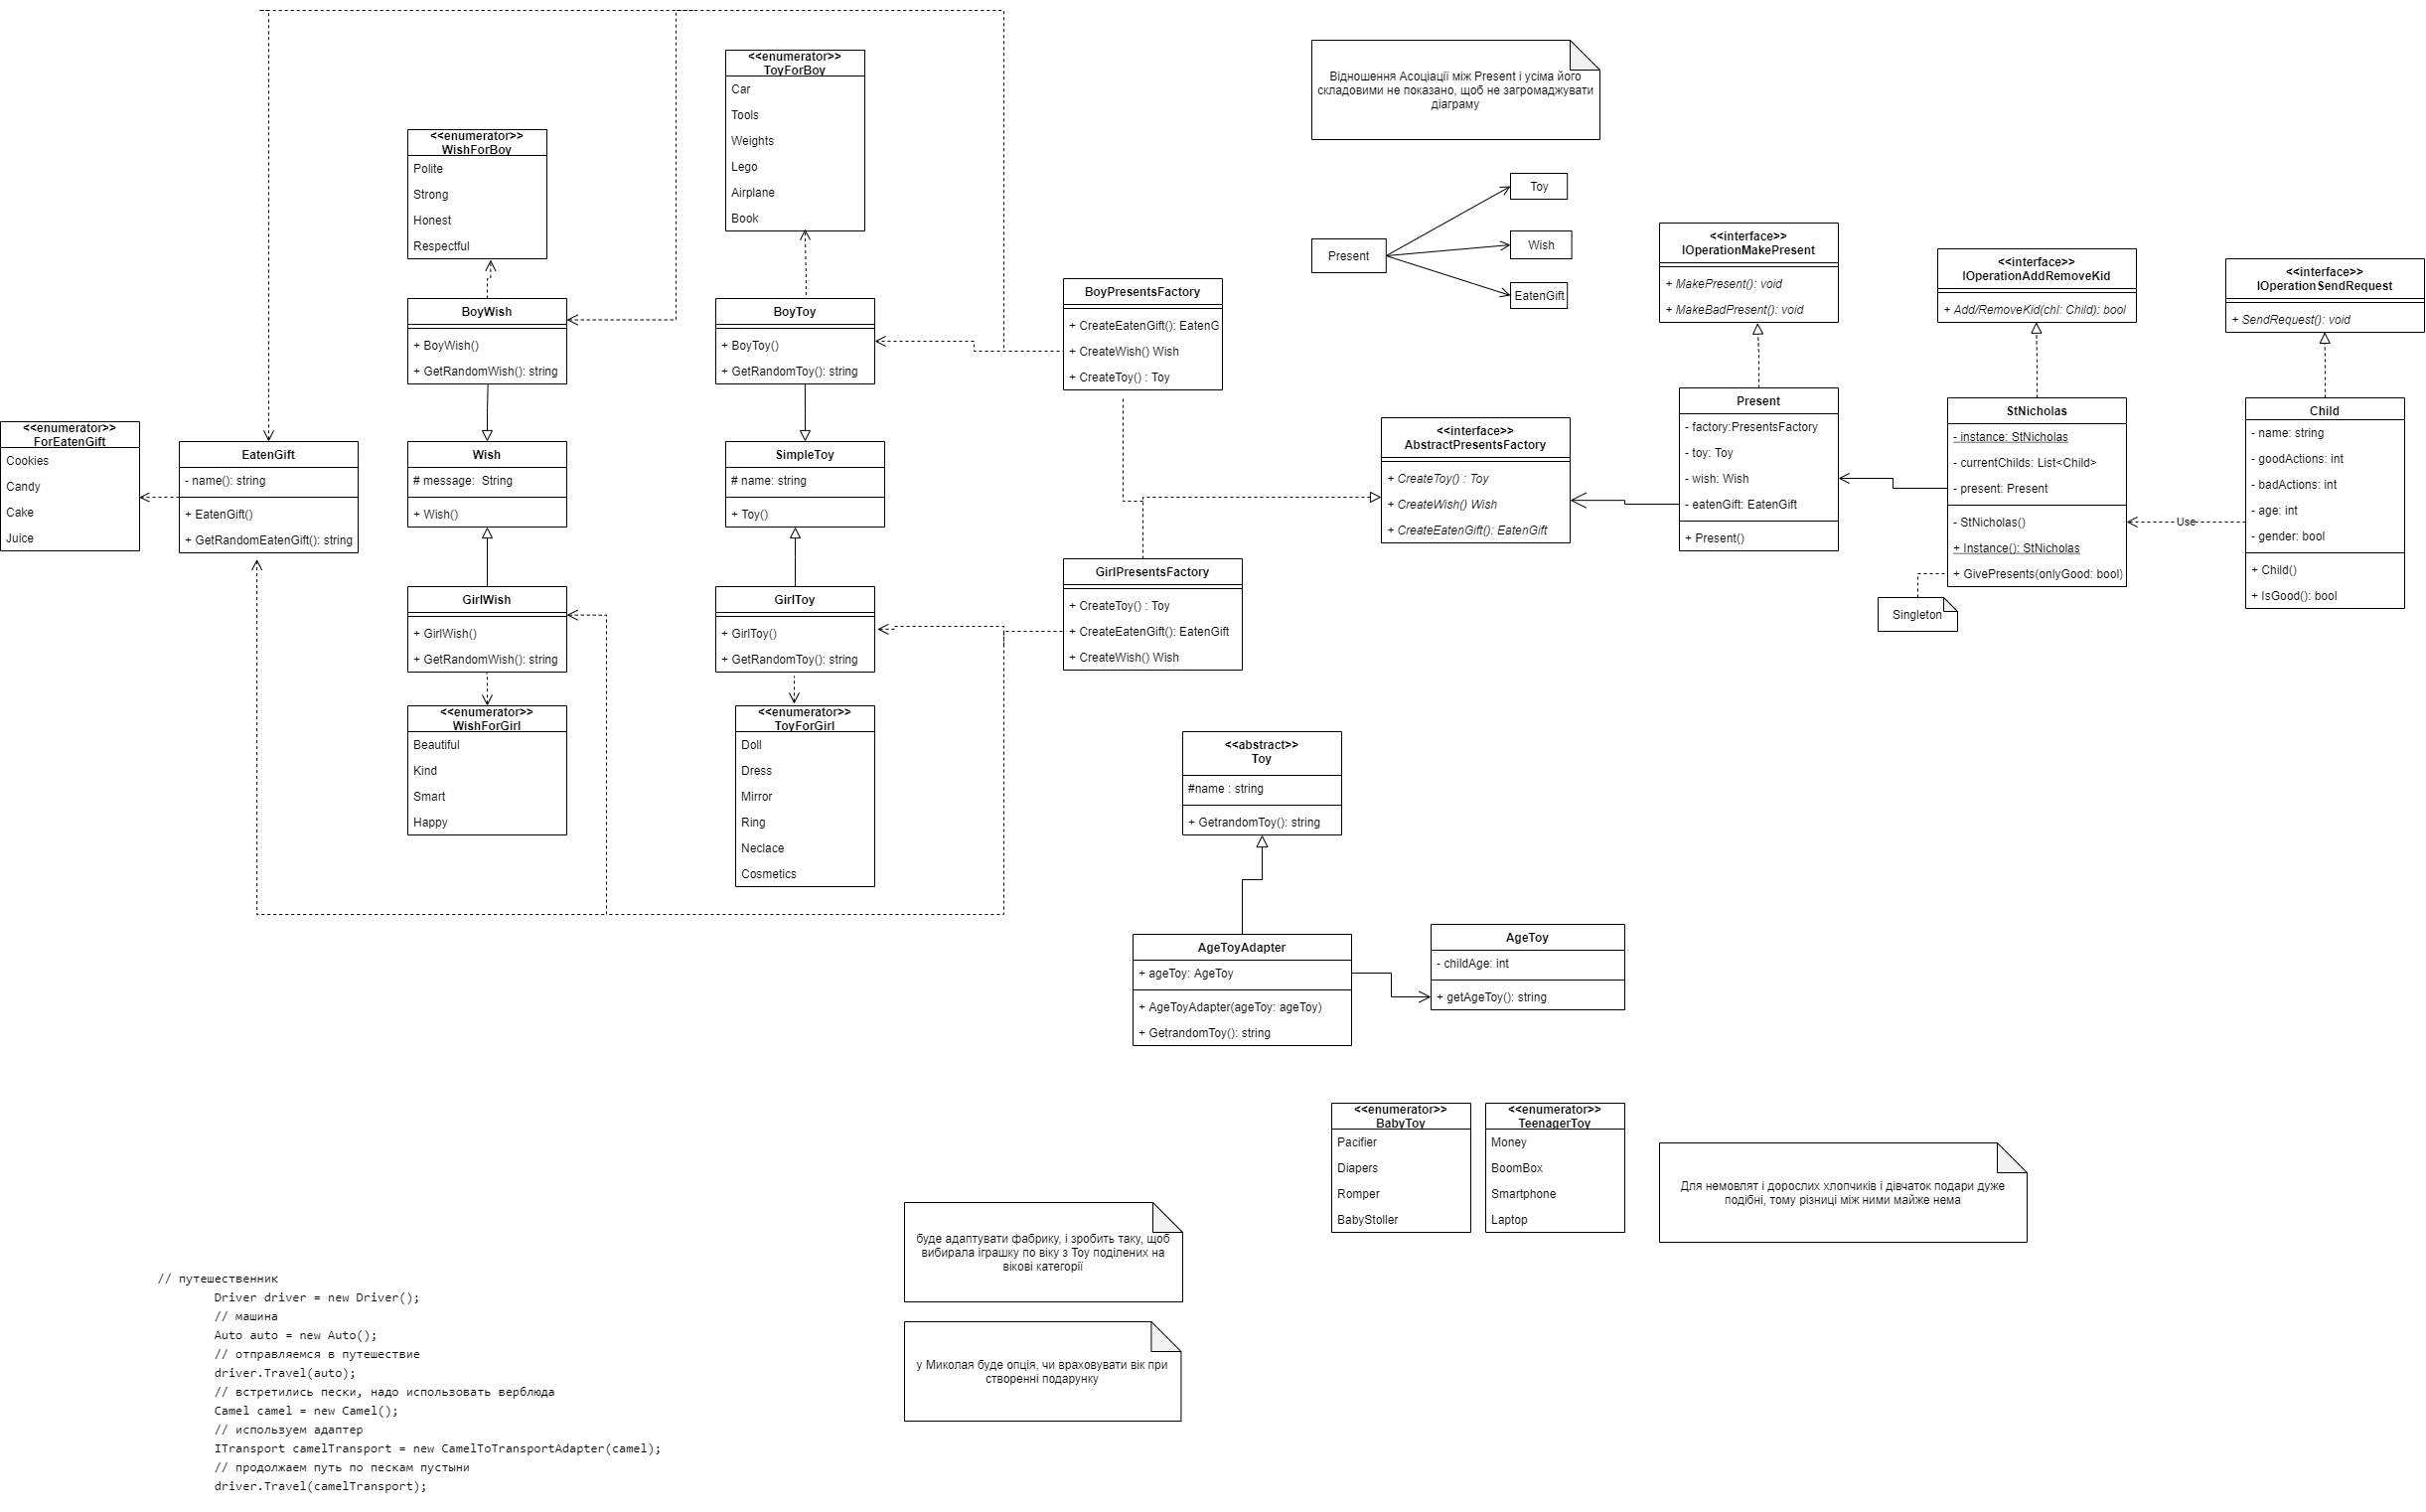 <<enumerator>>
ToyForBoy
Car
Tools
Weights
Lego
Airplane
Book
<<enumerator>>
WishForBoy
Polite
Strong
Honest
Respectful
Відношення Асоціації між Present і усіма його
складовими не показано, щоб не загромаджувати
діаграму
Present
Toy
Wish
EatenGift
<<interface>>
IOperationMakePresent
+ MakePresent(): void
+ MakeBadPresent(): void
<<interface>>
IOperationAddRemoveKid
+ Add/RemoveKid(chl: Child): bool
<<interface>>
IOperationSendRequest
+ SendRequest(): void
BoyWish
+ BoyWish()
+ GetRandomWish(): string
BoyToy
+ BoyToy()
+ GetRandomToy(): string
BoyPresentsFactory
+ CreateEatenGift(): EatenG
+ CreateWish() Wish
+ CreateToy() : Toy
<<enumerator>>
ForEatenGift
Cookies
Candy
Cake
Juice
EatenGift
- name(): string
+ EatenGift()
+ GetRandomEatenGift(): string
Wish
# message:  String
+ Wish()
SimpleToy
# name: string
+ Toy()
<<interface>>
AbstractPresentsFactory
+ CreateToy() : Toy
+ CreateWish() Wish
+ CreateEatenGift(): EatenGift
Present
- factory:PresentsFactory
- toy: Toy
- wish: Wish
- eatenGift: EatenGift
+ Present()
StNicholas
- instance: StNicholas
- currentChilds: List<Child>
- present: Present
- StNicholas()
+ Instance(): StNicholas
+ GivePresents(onlyGood: bool)
Use
Child
- name: string
- goodActions: int
- badActions: int
- age: int
- gender: bool
+ Child()
+ IsGood(): bool
Singleton
GirlWish
+ GirlWish()
+ GetRandomWish(): string
GirlToy
+ GirlToy()
+ GetRandomToy(): string
GirlPresentsFactory
+ CreateToy() : Toy
+ CreateEatenGift(): EatenGift
+ CreateWish() Wish
<<enumerator>>
WishForGirl
Beautiful
Kind
Smart
Happy
<<enumerator>>
ToyForGirl
Doll
Dress
Mirror
Ring
Neclace
Cosmetics
<<abstract>>
Toy
#name : string
+ GetrandomToy(): string
AgeToyAdapter
+ ageToy: AgeToy
+ AgeToyAdapter(ageToy: ageToy)
+ GetrandomToy(): string
AgeToy
- childAge: int
+ getAgeToy(): string
<<enumerator>>
BabyToy
Pacifier
Diapers
Romper
BabyStoller
<<enumerator>>
TeenagerToy
Money
BoomBox
Smartphone
Laptop
Для немовлят і дорослих хлопчиків і дівчаток подари дуже
подібні, тому різниці між ними майже нема
буде адаптувати фабрику, і зробить таку, щоб
вибирала іграшку по віку з Toy поділених на
вікові категорії
у Миколая буде опція, чи враховувати вік при
створенні подарунку
// путешественник
Driver driver = new Driver();
// машина
Auto auto = new Auto();
// отправляемся в путешествие
driver.Travel(auto);
// встретились пески, надо использовать верблюда
Camel camel = new Camel();
// используем адаптер
ITransport camelTransport = new CamelToTransportAdapter(camel);
// продолжаем путь по пескам пустыни
driver.Travel(camelTransport);